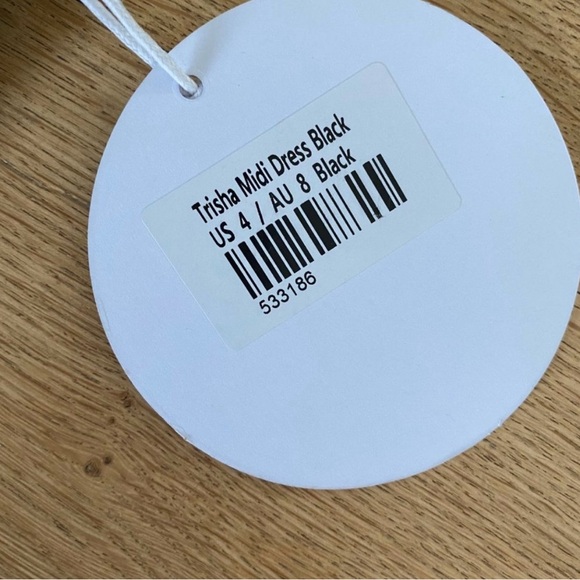 Trisha Midi Dress Black
US 4 / AU 8 Black
533186